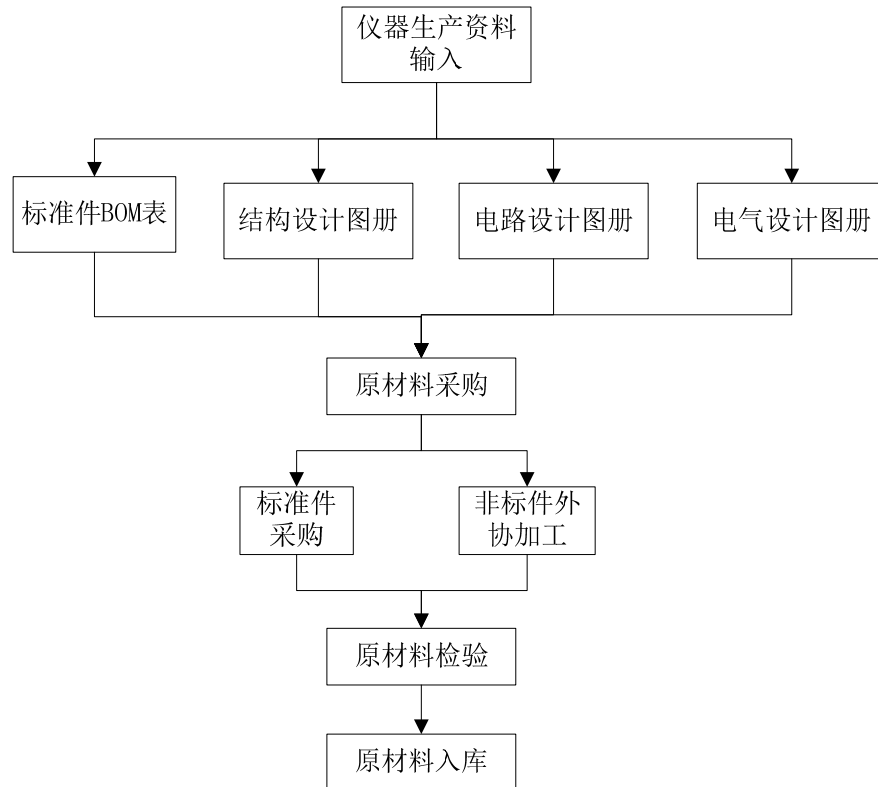 仪器生产资料
输入
标准件BOM表
结构设计图册
电路设计图册
电气设计图册
原材料采购
标准件
采购
非标件外
协加工
原材料检验
原材料入库